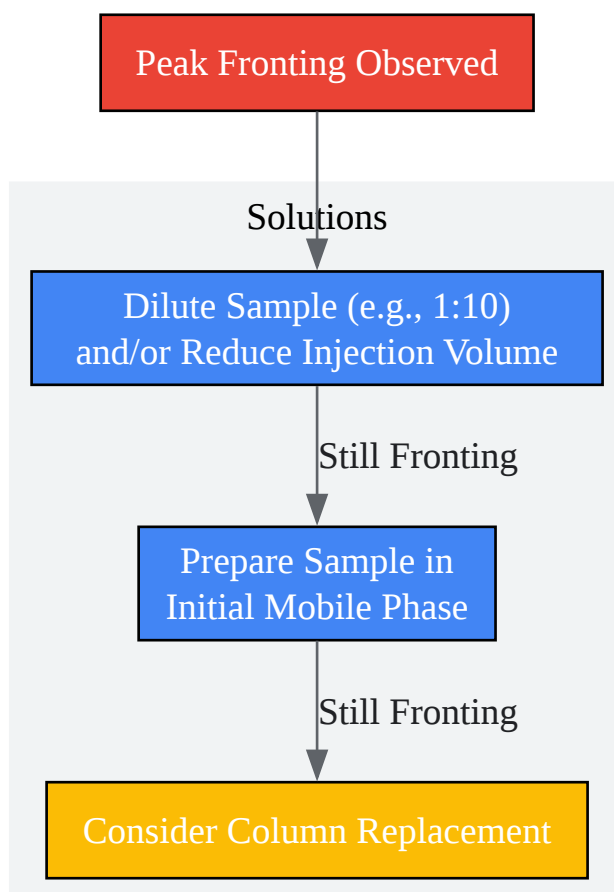 Peak Fronting Observed
Solutions
Dilute Sample (e.g., 1:10)
and/or Reduce Injection Volume
Still Fronting
Prepare Sample in
Initial Mobile Phase
Still Fronting
Consider Column Replacement